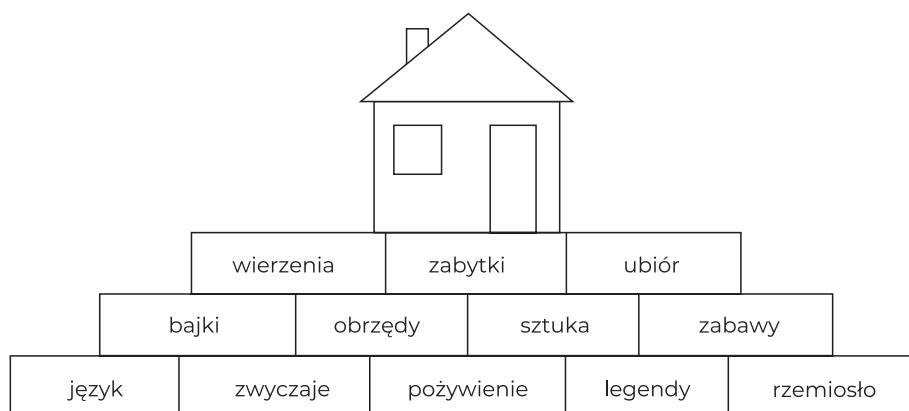 wierzenia zabytki ubiór
bajki obrzędy sztuka zabawy
język zwyczaje pożywienie legendy rzemiosło